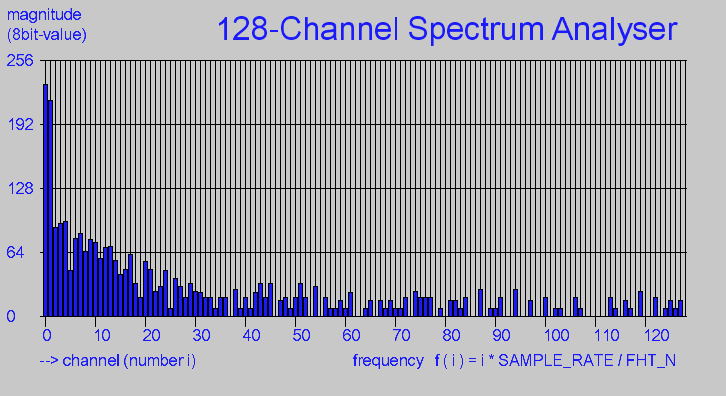 magnitude
(8bit-value)
128-Channel Spectrum Analyser
256
192
128
64
0
0 10 20 30 40 50 60 70 80 90 100 110 120
--> channel (number i)
frequency f ( i ) = i * SAMPLE_RATE / FHT_N